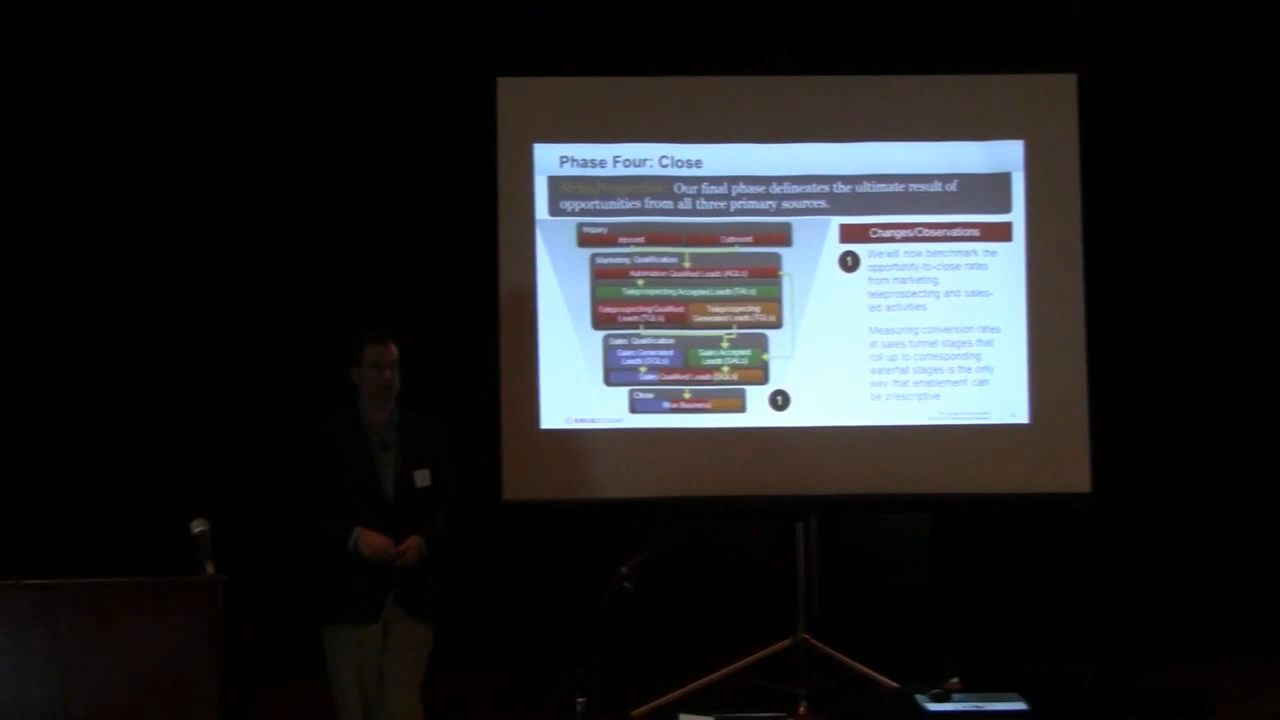 Phase Four: Close
Our final phase delineates the ultimate result of
opportunities from all three primary sources.
Inquiry
Inbound
Outbound
Marketing Qualification
Automation Qualified Leads (AQLs)
Teleprospecting Accepted Leads (TALs)
Teleprospecting Qualified
Leads (TQLs)
Teleprospecting
Generated Leads (TGLs)
Sales Qualification
Sales Generated
Leads (SGLs)
Sales Accepted
Leads (SALs)
Sales Qualified Leads (SQLs)
Close
Won Business
1
Changes/Observations
1
We will now benchmark the
opportunity-to-close rates
from marketing,
teleprospecting and sales-
led activities
Measuring conversion rates
at sales funnel stages that
roll up to corresponding
waterfall stages is the only
way that enablement can
be prescriptive